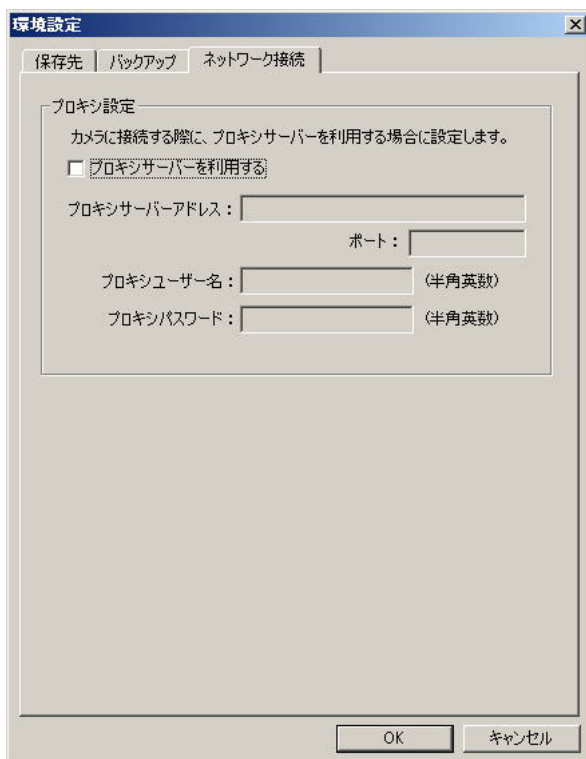 環境設定
保存先 バックアップ ネットワーク接続
プロキシ設定
カメラに接続する際に、プロキシサーバーを利用する場合に設定します。
プロキシサーバーを利用する
プロキシサーバーアドレス：
ポート：
プロキシユーザー名： (半角英数)
プロキシパスワード： (半角英数)
OK キャンセル